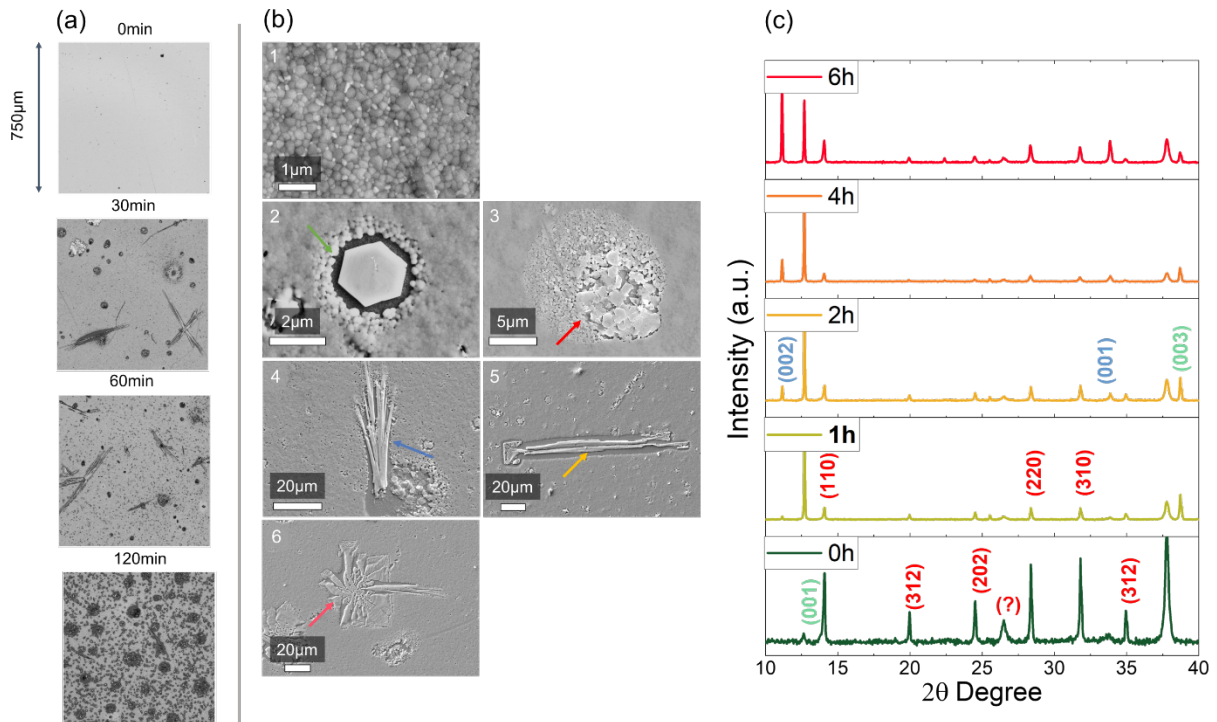 (a)
0min
750μm
30min
60min
120min
(b)
1
1μm
2
2μm
3
5μm
4
20μm
5
20μm
6
20μm
(c)
6h
4h
2h
(002)
(001)
(003)
1h
(110)
(220)
(310)
0h
(001)
(312)
(202)
(?)
(312)
Intensity (a.u.)
10 15 20 25 30 35 40
2θ Degree